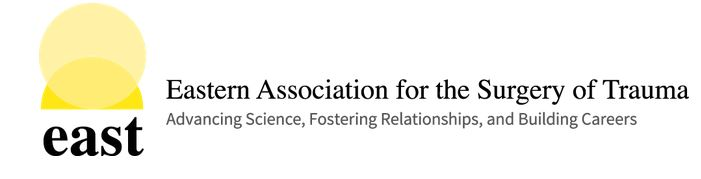 Eastern Association for the Surgery of Trauma
Advancing Science, Fostering Relationships, and Building Careers
east